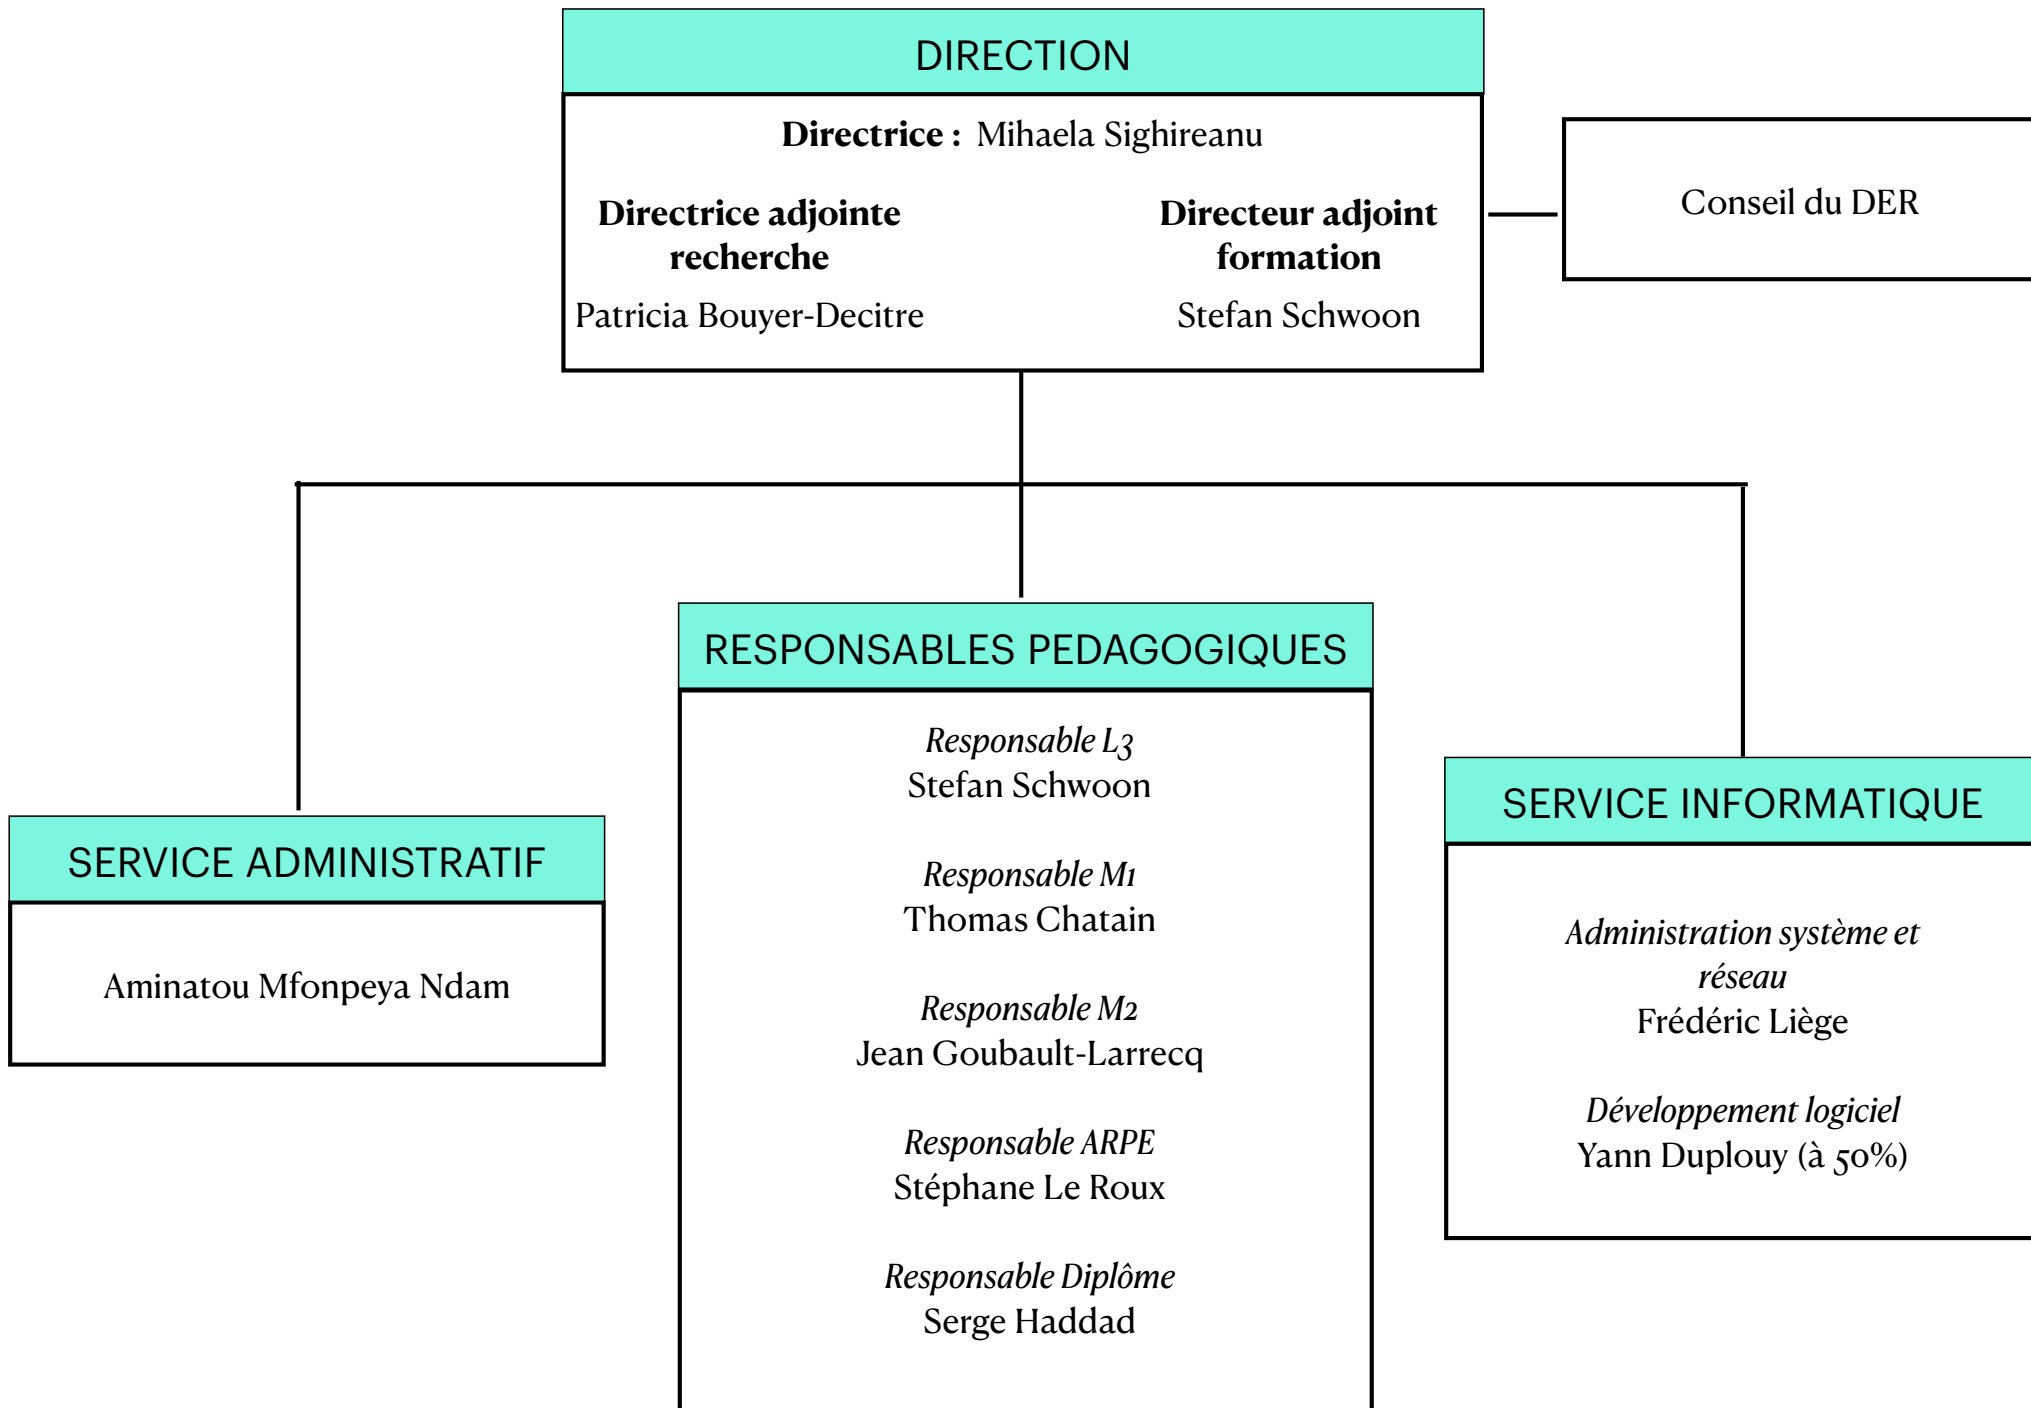 DIRECTION
Directrice : Mihaela Sighireanu
Directrice adjointe
recherche
Patricia Bouyer-Decitre
Directeur adjoint
formation
Stefan Schwoon
Conseil du DER
SERVICE ADMINISTRATIF
Aminatou Mfonpeya Ndam
RESPONSABLES PEDAGOGIQUES
Responsable L3
Stefan Schwoon
Responsable M1
Thomas Chatain
Responsable M2
Jean Goubault-Larrecq
Responsable ARPE
Stéphane Le Roux
Responsable Diplôme
Serge Haddad
SERVICE INFORMATIQUE
Administration système et
réseau
Frédéric Liège
Développement logiciel
Yann Duplouy (à 50%)